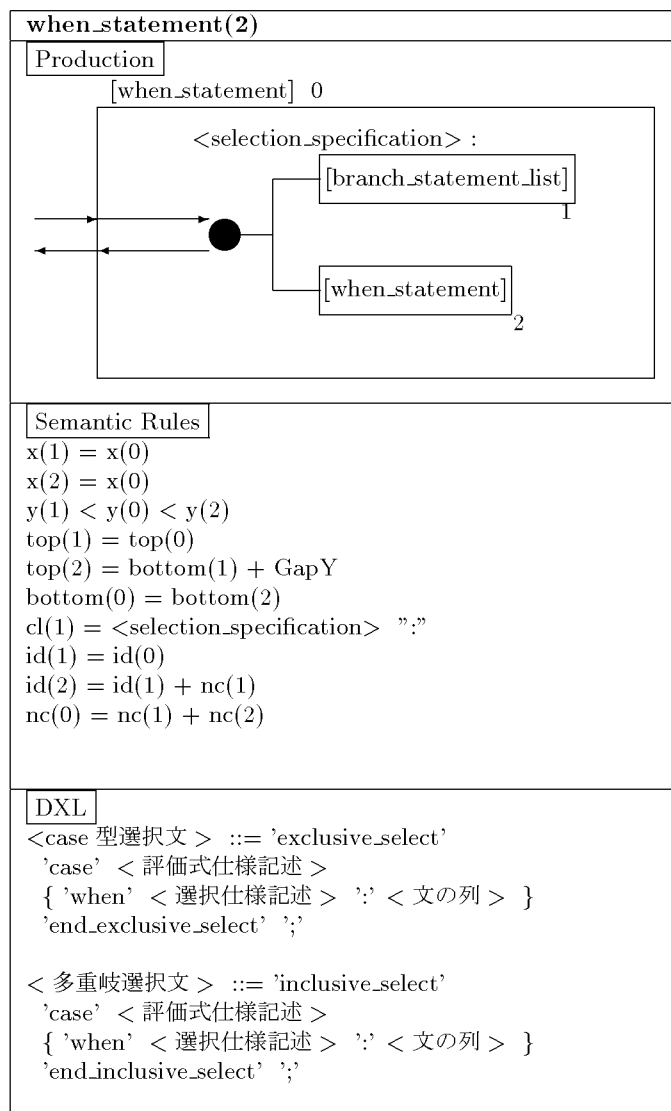 when_statement(2)
Production
[when_statement] 0
<selection_specification> :
[branch_statement_list]
1
[when_statement]
2
Semantic Rules
x(1) = x(0)
x(2) = x(0)
y(1) < y(0) < y(2)
top(1) = top(0)
top(2) = bottom(1) + GapY
bottom(0) = bottom(2)
cl(1) = <selection_specification> ”:”
id(1) = id(0)
id(2) = id(1) + nc(1)
nc(0) = nc(1) + nc(2)
DXL
<case 型選択文 > ::= ’exclusive_select’
’case’ < 評価式仕様記述 >
{ ’when’ < 選択仕様記述 > ’:’ < 文の列 > }
’end_exclusive_select’ ’;’
< 多重岐選択文 > ::= ’inclusive_select’
’case’ < 評価式仕様記述 >
{ ’when’ < 選択仕様記述 > ’:’ < 文の列 > }
’end_inclusive_select’ ’;’